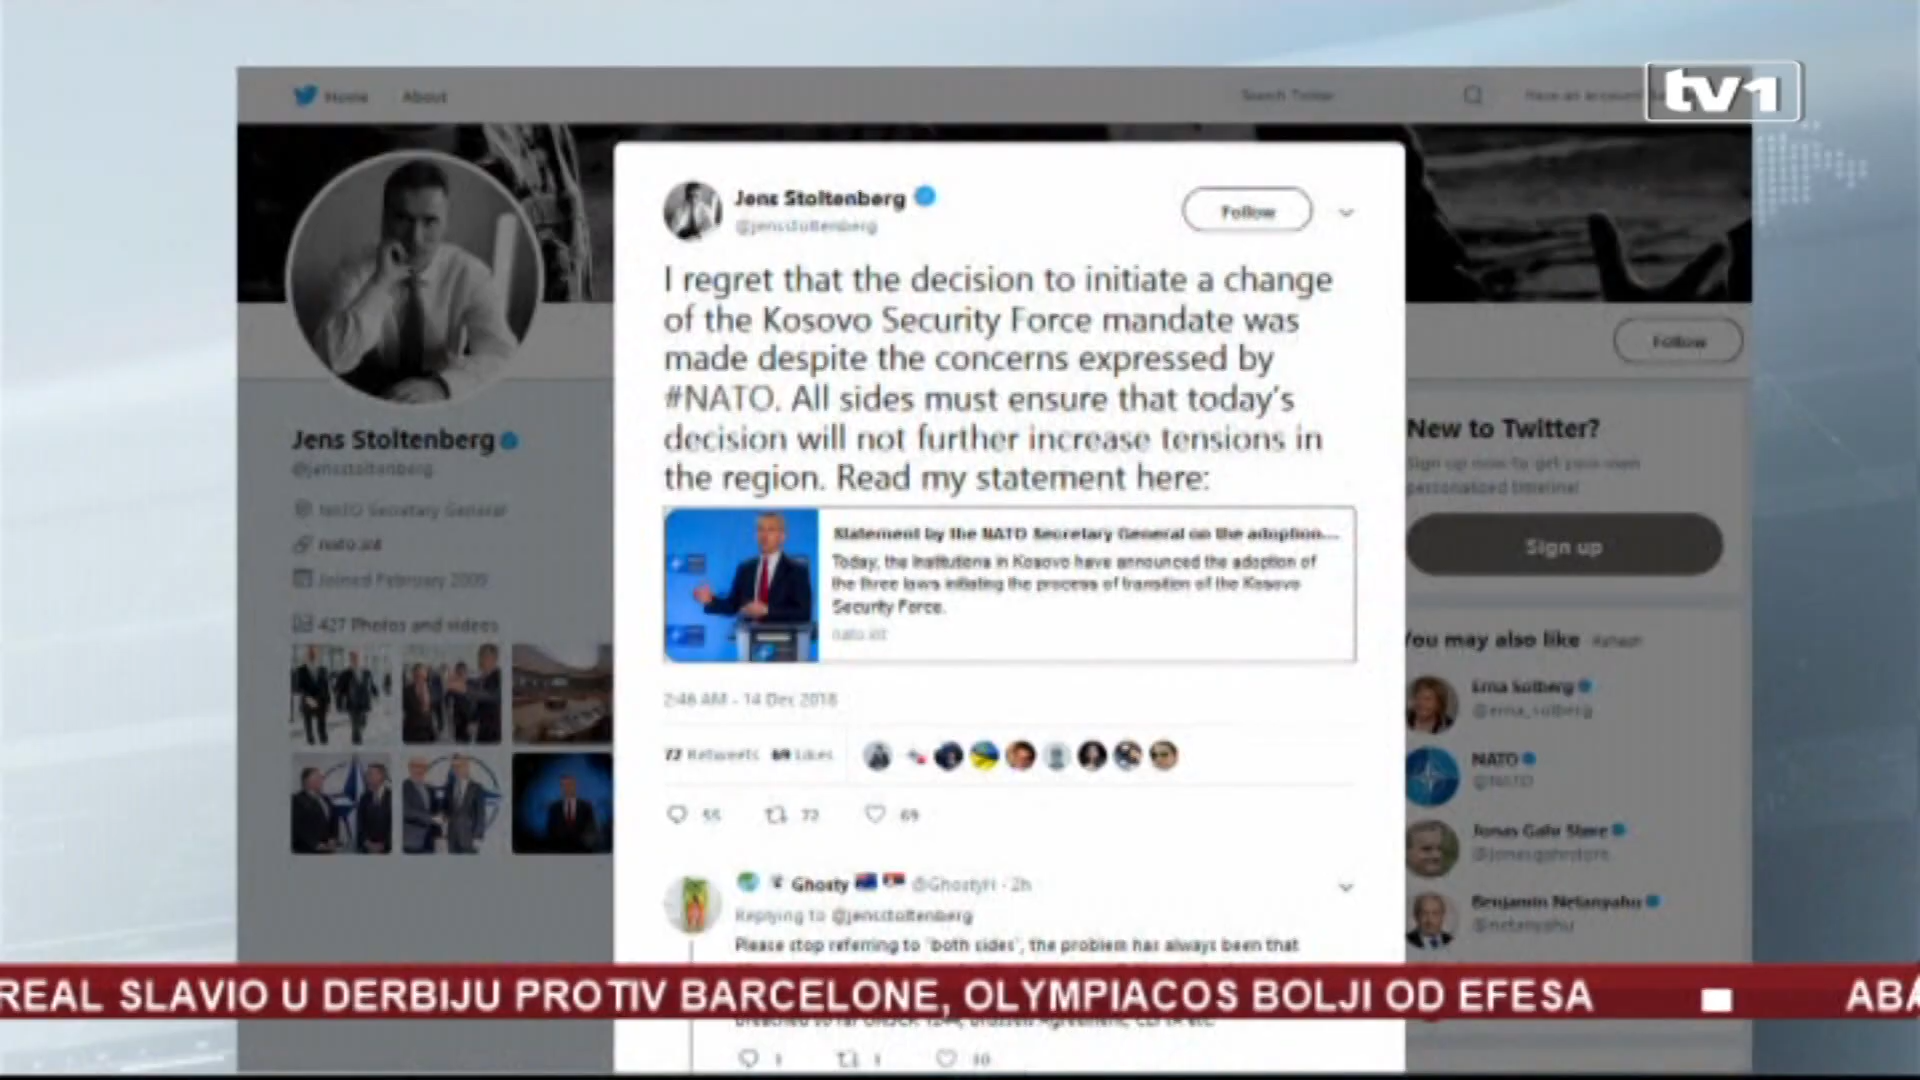 tv1
Home About
Search Twitter
Have an account?
Jens Stoltenberg
@jensstoltenberg
Follow
I regret that the decision to initiate a change
of the Kosovo Security Force mandate was
made despite the concerns expressed by
#NATO. All sides must ensure that today's
decision will not further increase tensions in
the region. Read my statement here:
Statement by the NATO Secretary General on the adoption...
Today, the institutions in Kosovo have announced the adoption of
the three laws initiating the process of transition of the Kosovo
Security Force.
nato.int
2:46 AM - 14 Dec 2018
72 Retweets 69 Likes
55 72 69
Ghosty @GhostyH · 2h
Replying to @jensstoltenberg
Please stop referring to 'both sides', the problem has always been that
1 1 10
Jens Stoltenberg
@jensstoltenberg
NATO Secretary General
nato.int
Joined February 2009
427 Photos and videos
Follow
New to Twitter?
Sign up now to get your own
personalized timeline!
Sign up
You may also like · Refresh
Erna Solberg
@erna_solberg
NATO
@NATO
Jonas Gahr Støre
@jonasgahrstore
Benjamin Netanyahu
@netanyahu
REAL SLAVIO U DERBIJU PROTIV BARCELONE, OLYMPIACOS BOLJI OD EFESA